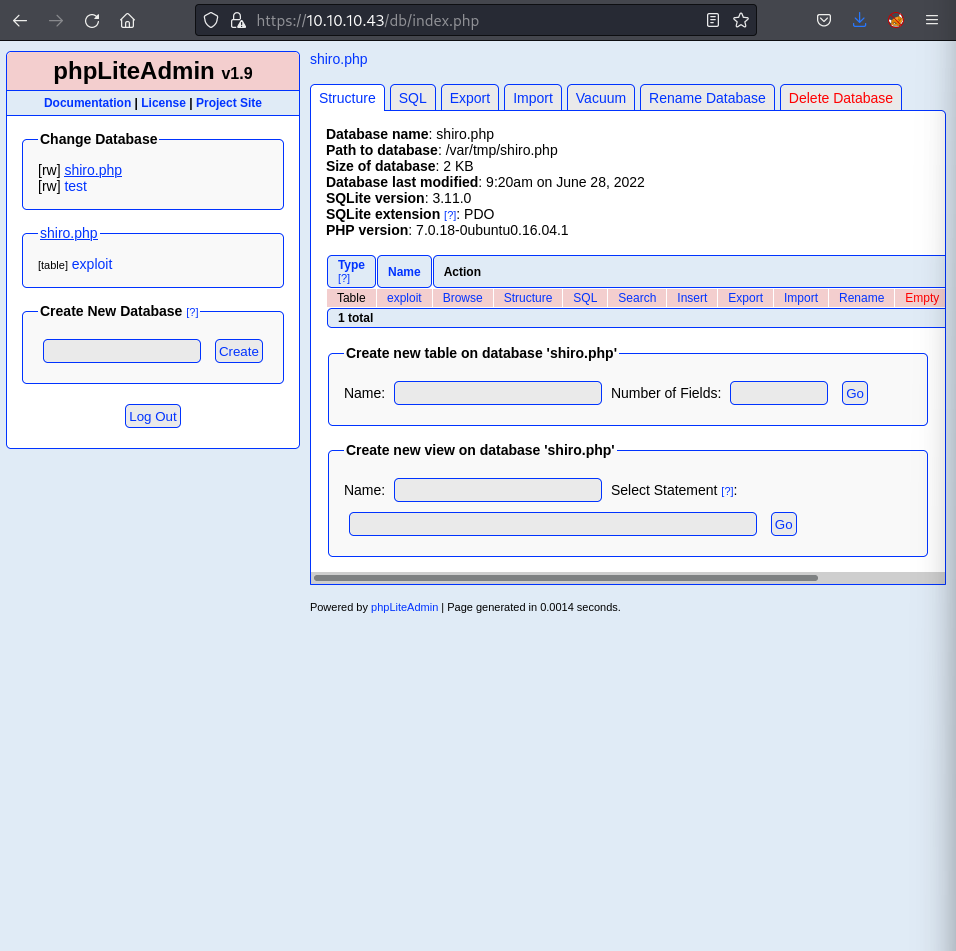 https://10.10.10.43/db/index.php
phpLiteAdmin v1.9
Documentation | License | Project Site
Change Database
[rw] shiro.php
[rw] test
shiro.php
[table] exploit
Create New Database [?]
Create
Log Out
shiro.php
Structure SQL Export Import Vacuum Rename Database Delete Database
Database name: shiro.php
Path to database: /var/tmp/shiro.php
Size of database: 2 KB
Database last modified: 9:20am on June 28, 2022
SQLite version: 3.11.0
SQLite extension [?]: PDO
PHP version: 7.0.18-0ubuntu0.16.04.1
Type [?] Name Action
Table exploit Browse Structure SQL Search Insert Export Import Rename Empty
1 total
Create new table on database 'shiro.php'
Name: Number of Fields: Go
Create new view on database 'shiro.php'
Name: Select Statement [?]:
Go
Powered by phpLiteAdmin | Page generated in 0.0014 seconds.